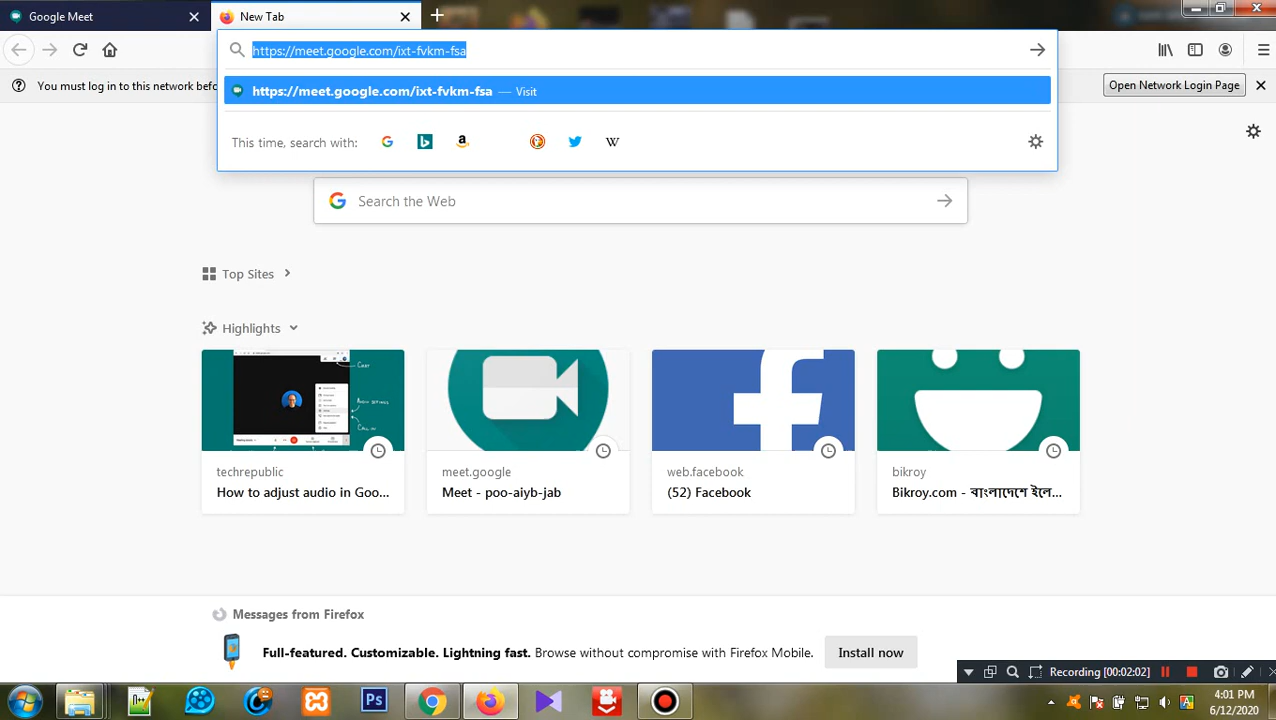 Google Meet
New Tab
https://meet.google.com/ixt-fvkm-fsa
https://meet.google.com/ixt-fvkm-fsa — Visit
You must log in to this network before
Open Network Login Page
This time, search with:
Search the Web
Top Sites
Highlights
techrepublic
How to adjust audio in Goo...
meet.google
Meet - poo-aiyb-jab
web.facebook
(52) Facebook
bikroy
Bikroy.com - বাংলাদেশে ইলে...
Messages from Firefox
Full-featured. Customizable. Lightning fast. Browse without compromise with Firefox Mobile.
Install now
Recording [00:02:02]
4:01 PM
6/12/2020